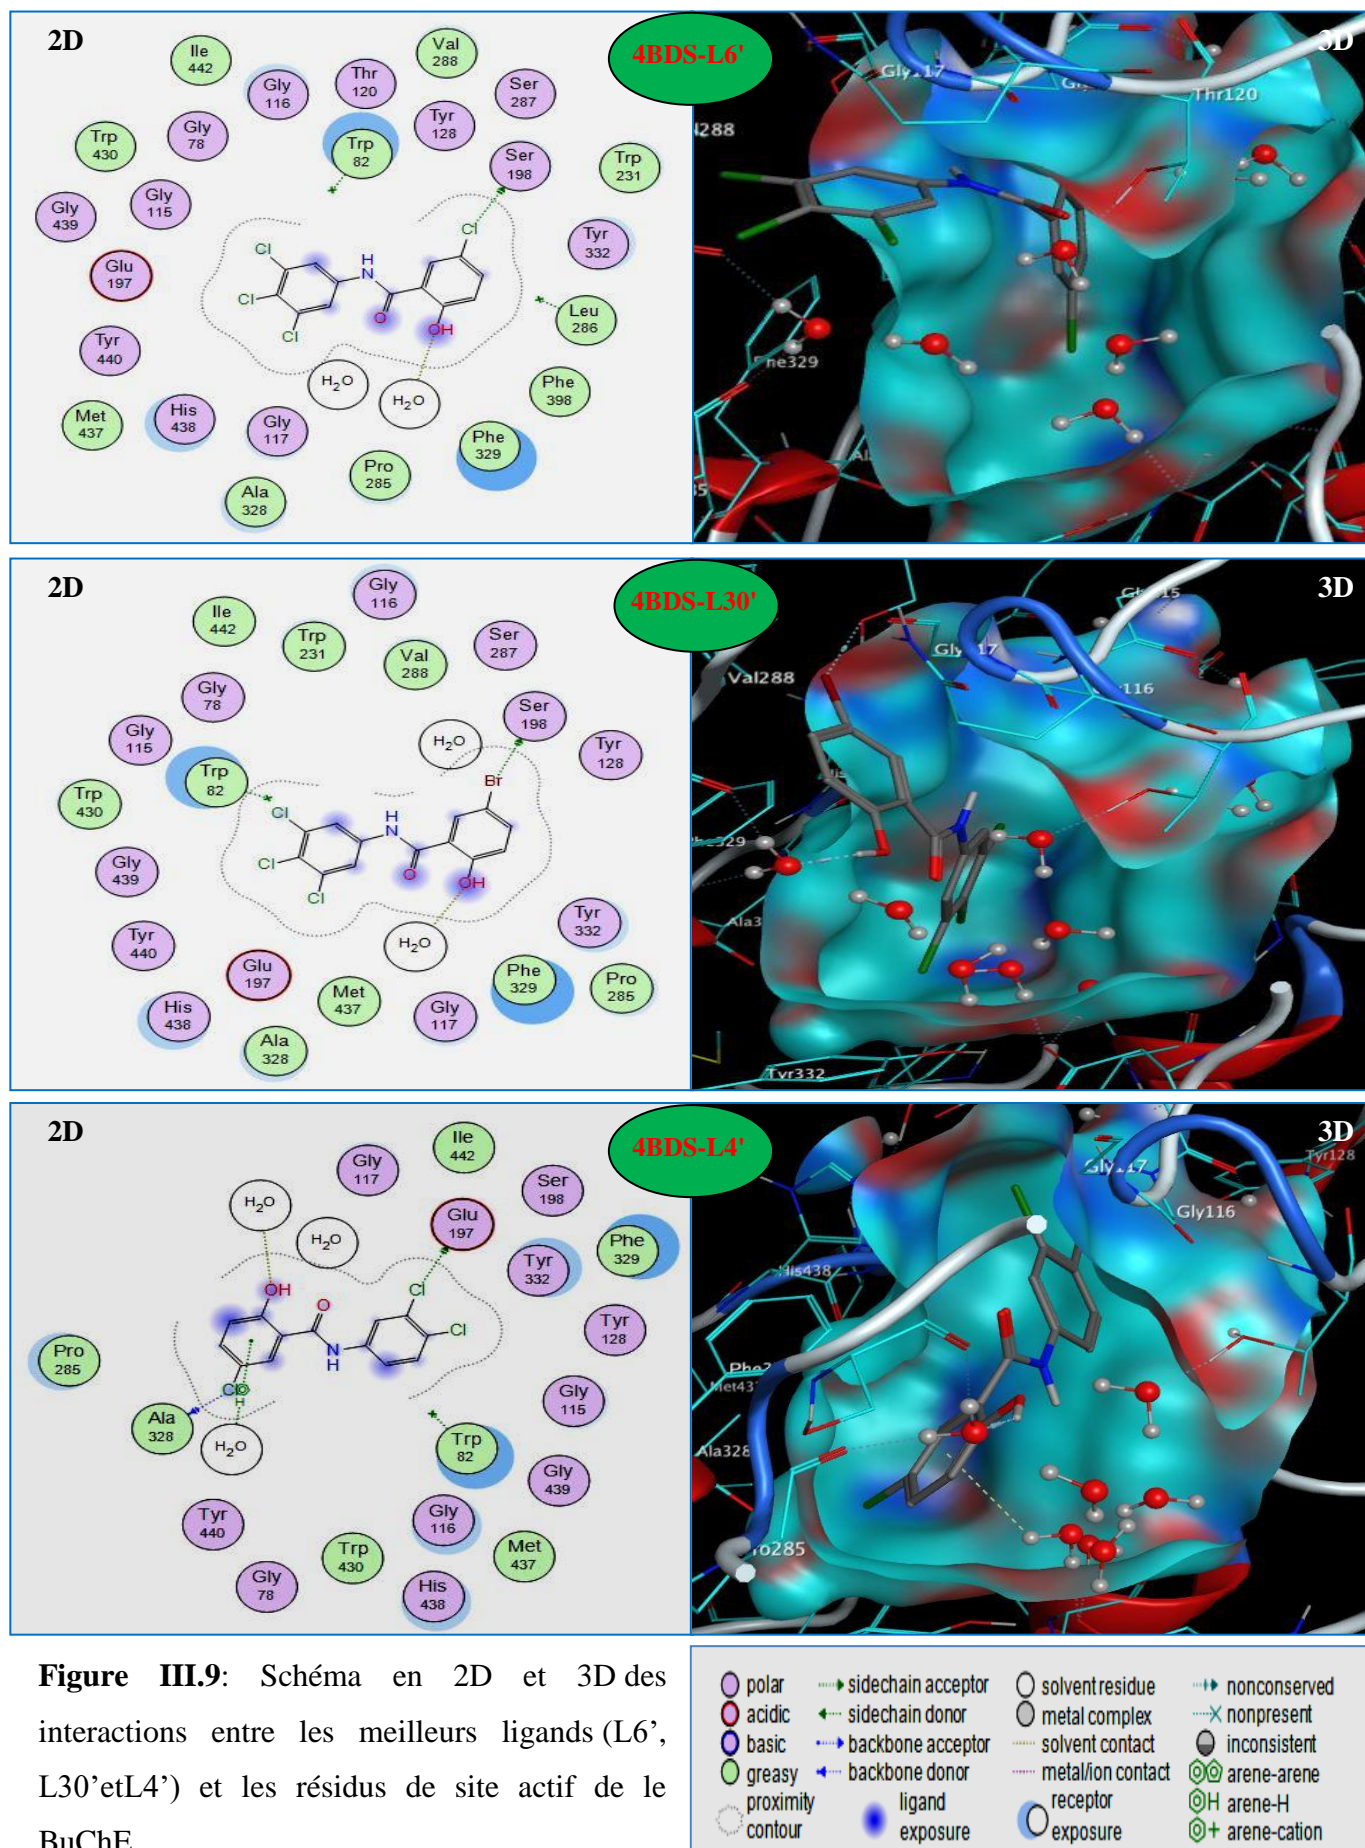 2D
4BDS-L6'
3D
Ile 442
Val 288
Gly 116
Thr 120
Ser 287
Gly 78
Tyr 128
Trp 430
Trp 82
Ser 198
Trp 231
Gly 439
Gly 115
Cl
Tyr 332
Glu 197
Cl
H
N
Cl
Leu 286
Cl
O
OH
Tyr 440
H2O
H2O
Phe 398
Met 437
His 438
Gly 117
Phe 329
Pro 285
Ala 328
Gly117
Thr120
Phe329
2D
4BDS-L30'
3D
Gly 116
Ile 442
Trp 231
Val 288
Ser 287
Gly 78
Ser 198
Gly 115
H2O
Tyr 128
Trp 82
Br
Trp 430
Cl
H
N
Cl
O
OH
Gly 439
Cl
Tyr 332
Tyr 440
H2O
Glu 197
Phe 329
Pro 285
Met 437
His 438
Gly 117
Ala 328
Val288
Tyr332
2D
4BDS-L4'
3D
Ile 442
Gly 117
Ser 198
H2O
Glu 197
H2O
Phe 329
Tyr 332
OH
O
Cl
Cl
Tyr 128
N
H
Pro 285
Cl
H
Gly 115
Ala 328
H2O
Trp 82
Gly 439
Tyr 440
Gly 116
Met 437
Trp 430
Gly 78
His 438
Gly117
Tyr128
Gly116
His438
Ala328
Figure III.9: Schéma en 2D et 3D des
interactions entre les meilleurs ligands (L6’,
L30’etL4’) et les résidus de site actif de le
BuChE
polar
sidechain acceptor
solvent residue
nonconserved
acidic
sidechain donor
metal complex
nonpresent
basic
backbone acceptor
solvent contact
inconsistent
greasy
backbone donor
metal/ion contact
arene-arene
proximity contour
ligand exposure
receptor exposure
H arene-H
+ arene-cation